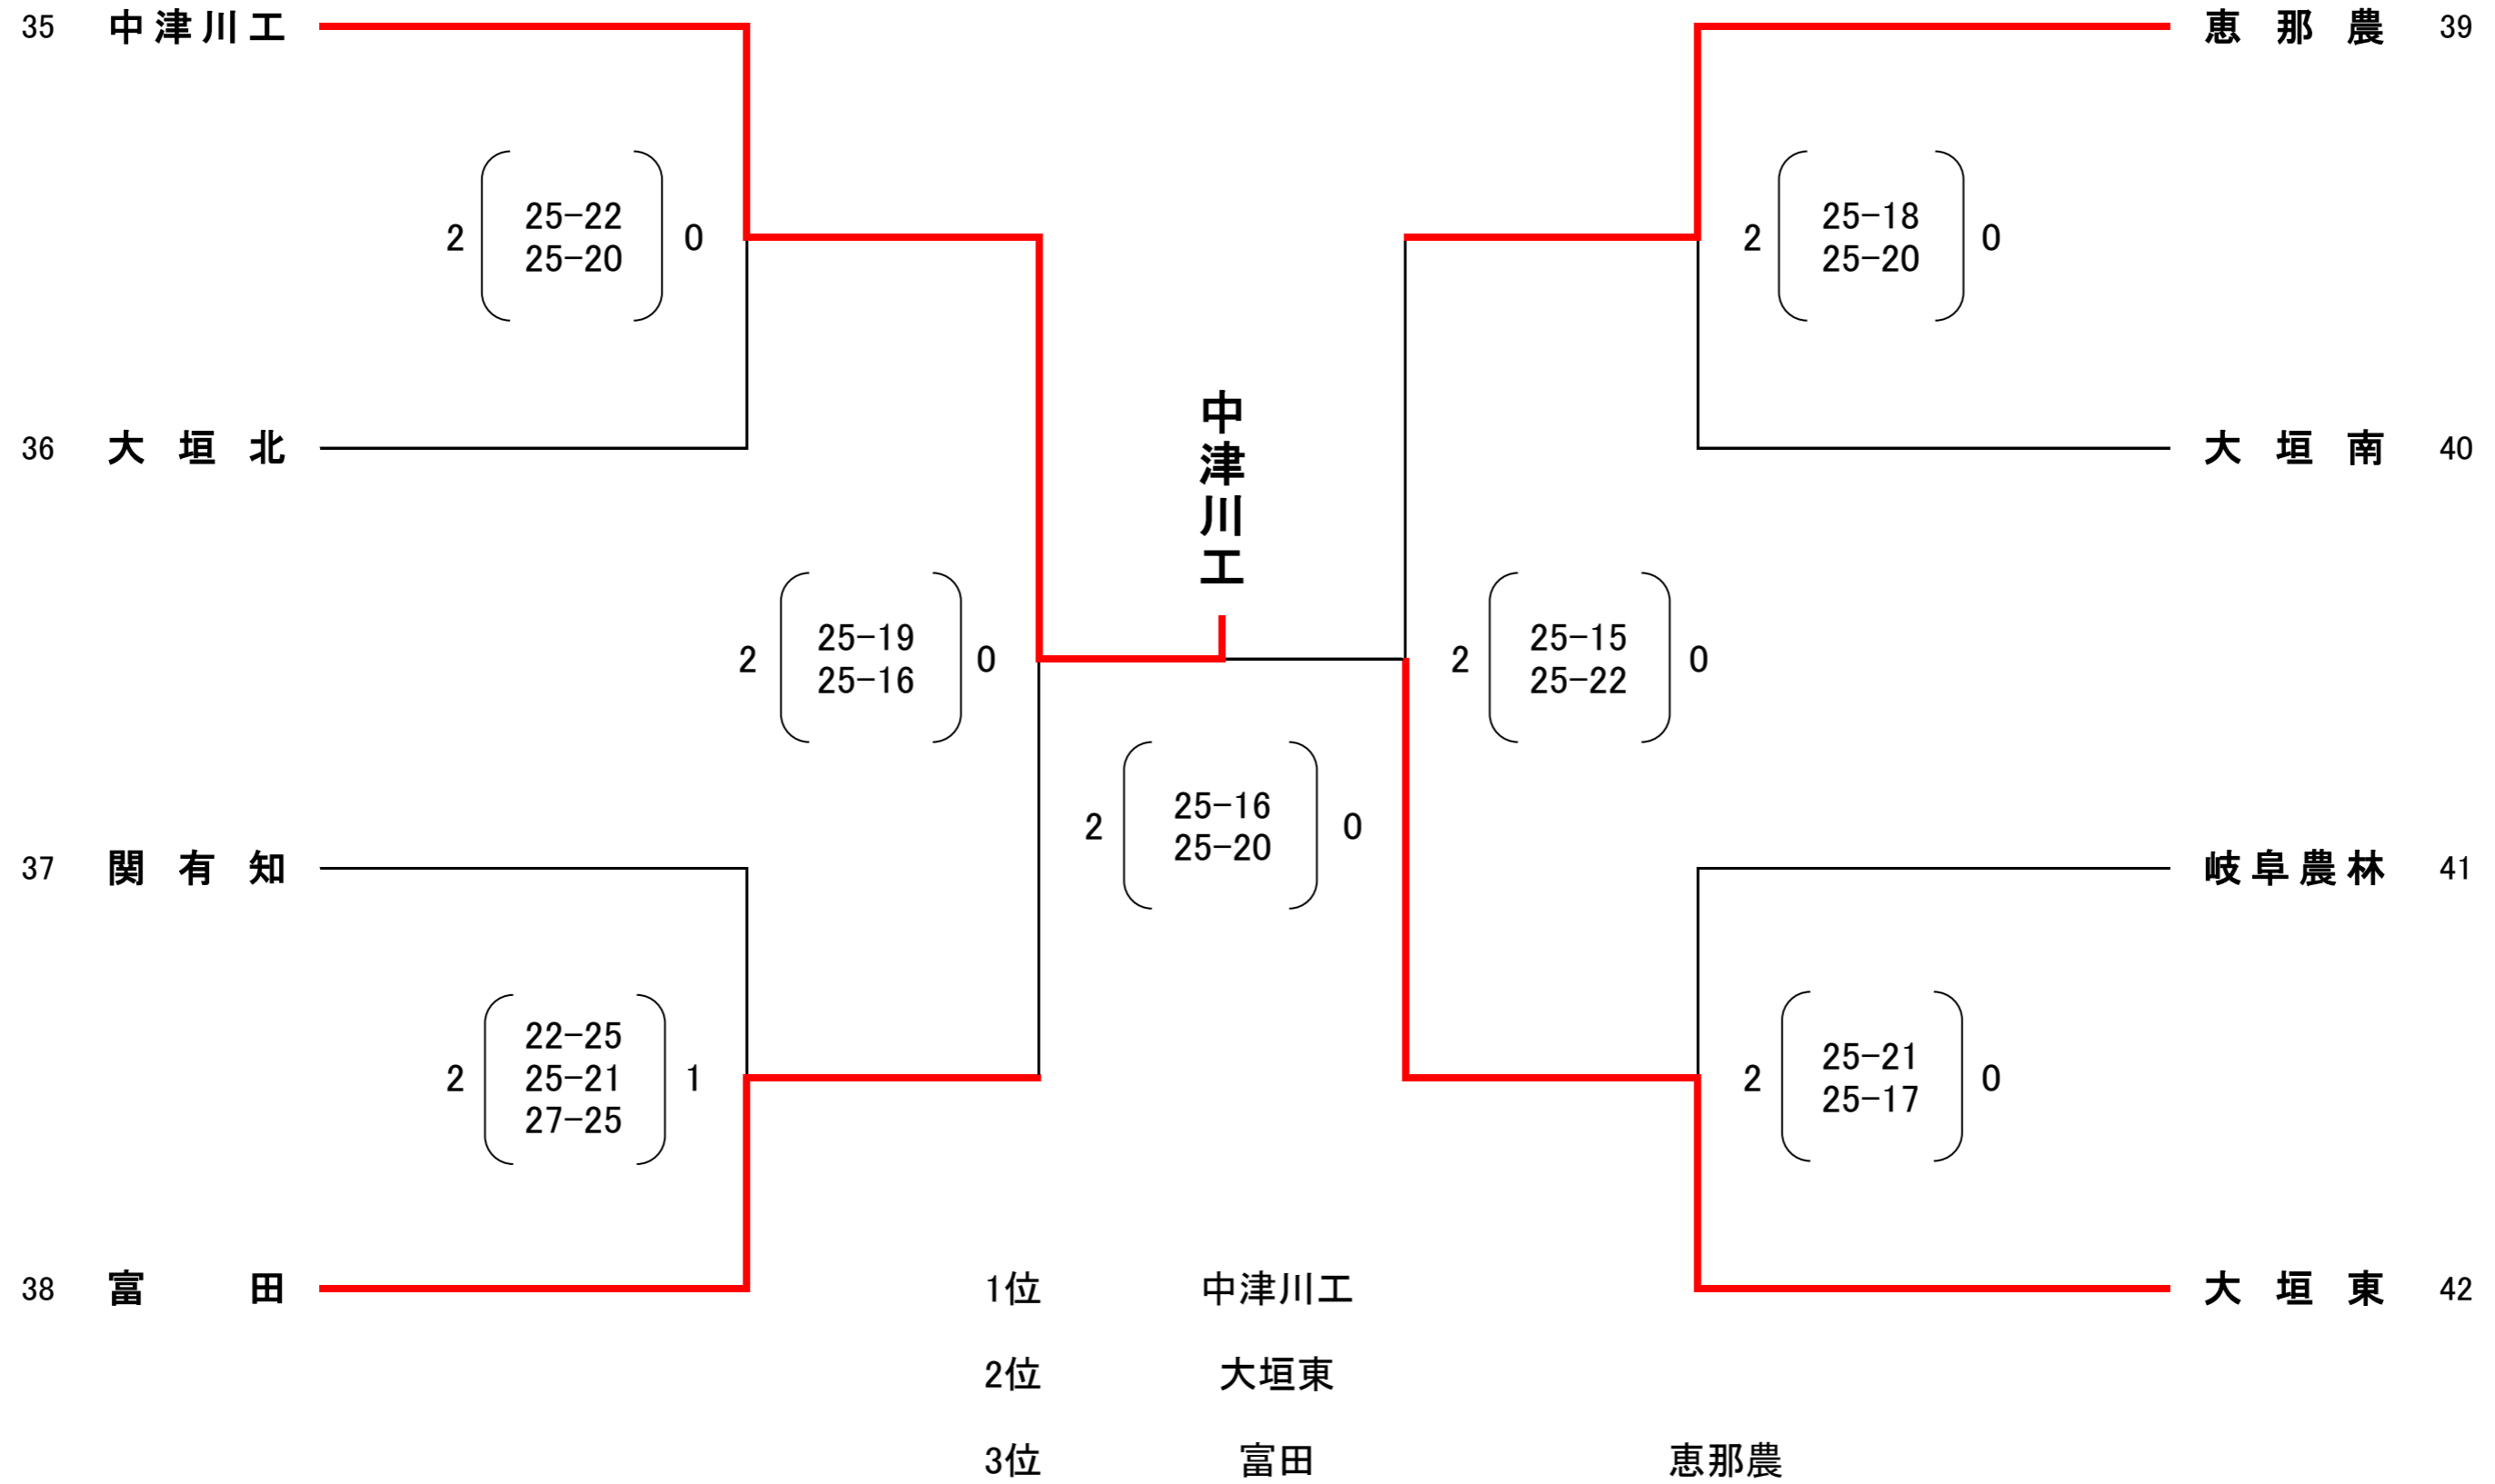 35 中津川工 恵那農 39
2 25-22 0 2 25-18 0
25-20 25-20
36 大垣北 大垣南 40
中津川工
2 25-19 0 2 25-15 0
25-16 25-22
2 25-16 0
25-20
37 関有知 岐阜農林 41
22-25
2 25-21 1 2 25-21 0
27-25 25-17
38 富田 1位 中津川工 大垣東 42
2位 大垣東
3位 富田 恵那農